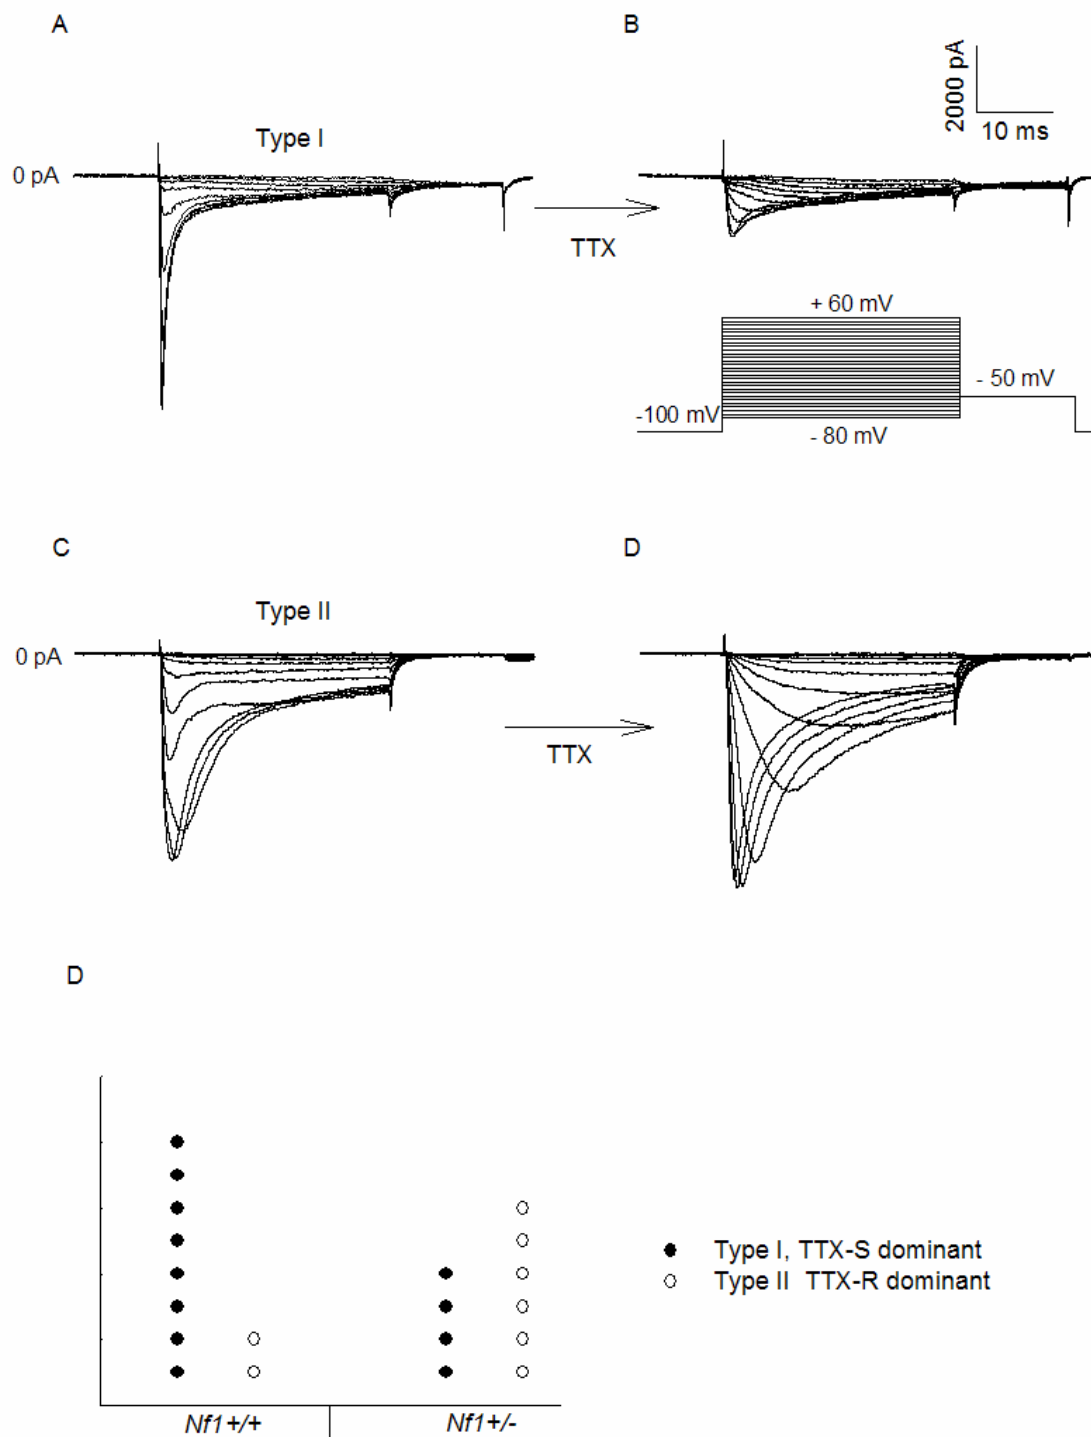 A
B
2000 pA
10 ms
Type I
0 pA
TTX
+ 60 mV
- 50 mV
-100 mV
- 80 mV
C
D
Type II
0 pA
TTX
D
Type I, TTX-S dominant
Type II TTX-R dominant
Nf1+/+
Nf1+/-